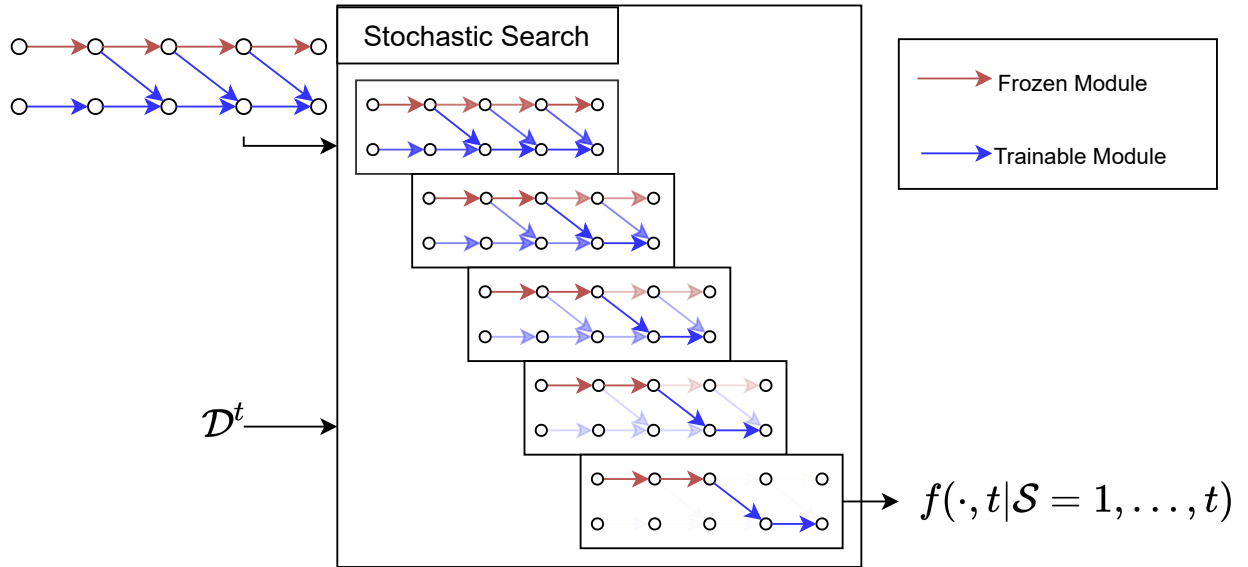 Stochastic Search
Frozen Module
Trainable Module
𝒟^t
f(·, t|𝒮 = 1, . . . , t)